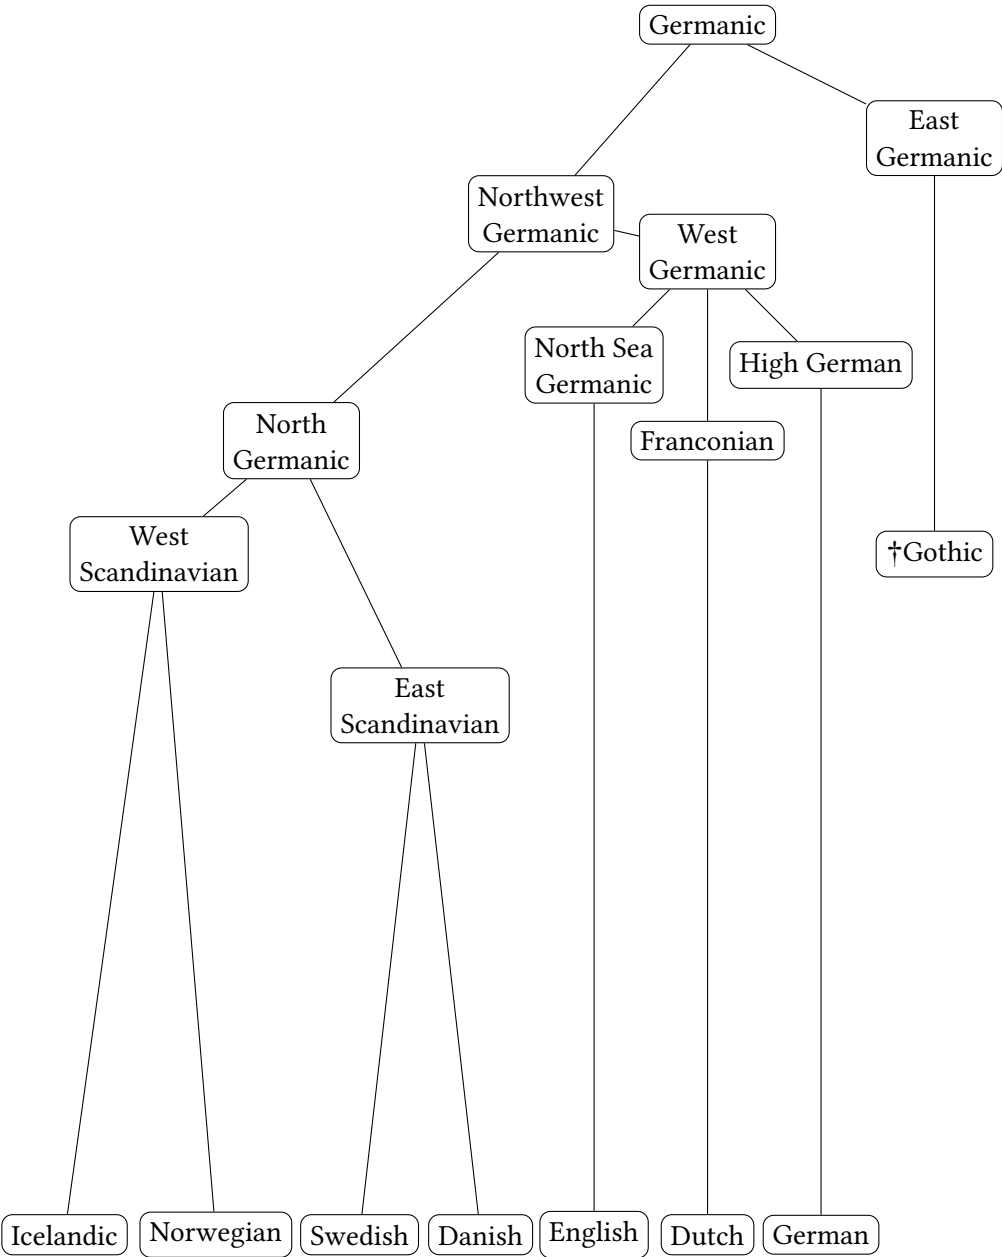 Germanic
East
Germanic
Northwest
Germanic
West
Germanic
North Sea
Germanic
High German
North
Germanic
Franconian
West
Scandinavian
†Gothic
East
Scandinavian
Icelandic
Norwegian
Swedish
Danish
English
Dutch
German